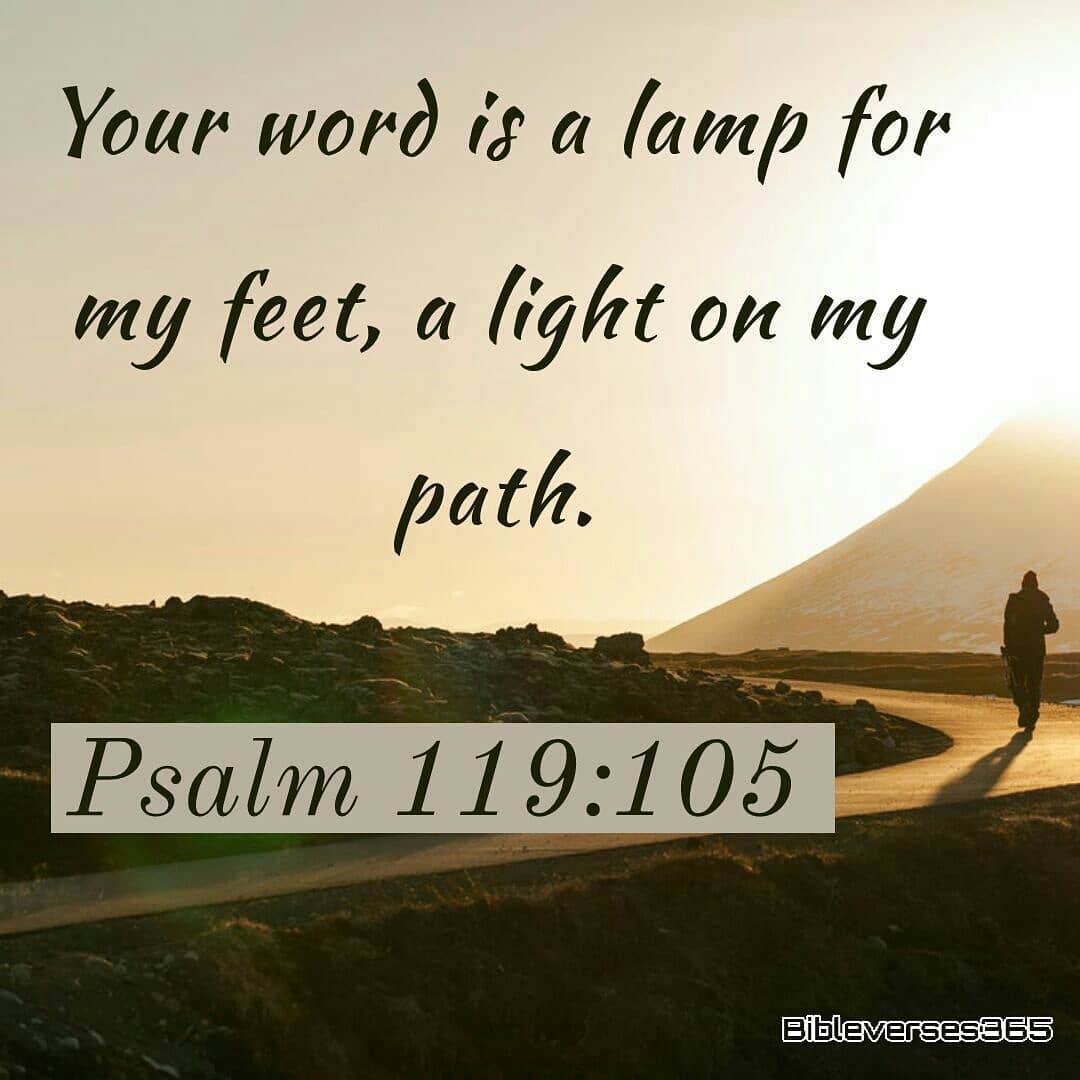 Your word is a lamp for
my feet, a light on my
path.
Psalm 119:105
Bibleverses365